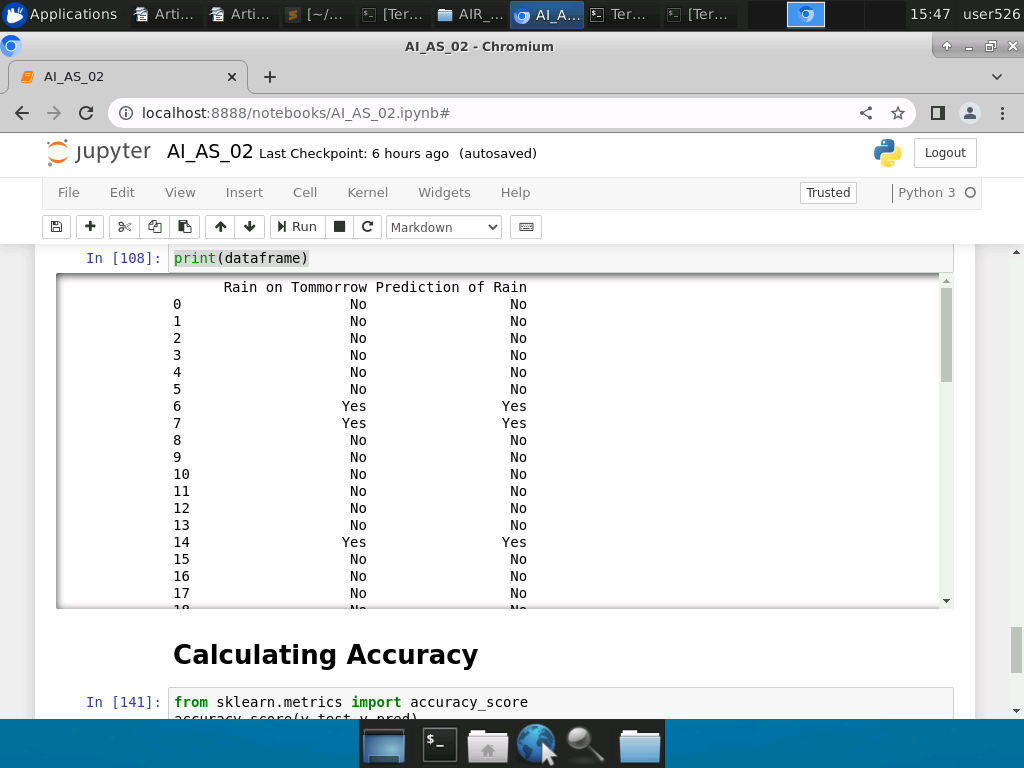 Applications Arti... Arti... [~/... [Ter... AIR_... AI_A... Ter... [Ter... 15:47 user526
AI_AS_02 - Chromium
AI_AS_02
localhost:8888/notebooks/AI_AS_02.ipynb#
jupyter AI_AS_02 Last Checkpoint: 6 hours ago (autosaved) Logout
File Edit View Insert Cell Kernel Widgets Help Trusted Python 3
Run Markdown
In [108]: print(dataframe)
Rain on Tommorrow Prediction of Rain
0 No No
1 No No
2 No No
3 No No
4 No No
5 No No
6 Yes Yes
7 Yes Yes
8 No No
9 No No
10 No No
11 No No
12 No No
13 No No
14 Yes Yes
15 No No
16 No No
17 No No
18 No No
Calculating Accuracy
In [141]: from sklearn.metrics import accuracy_score
accuracy_score(y_test,y_pred)
$_